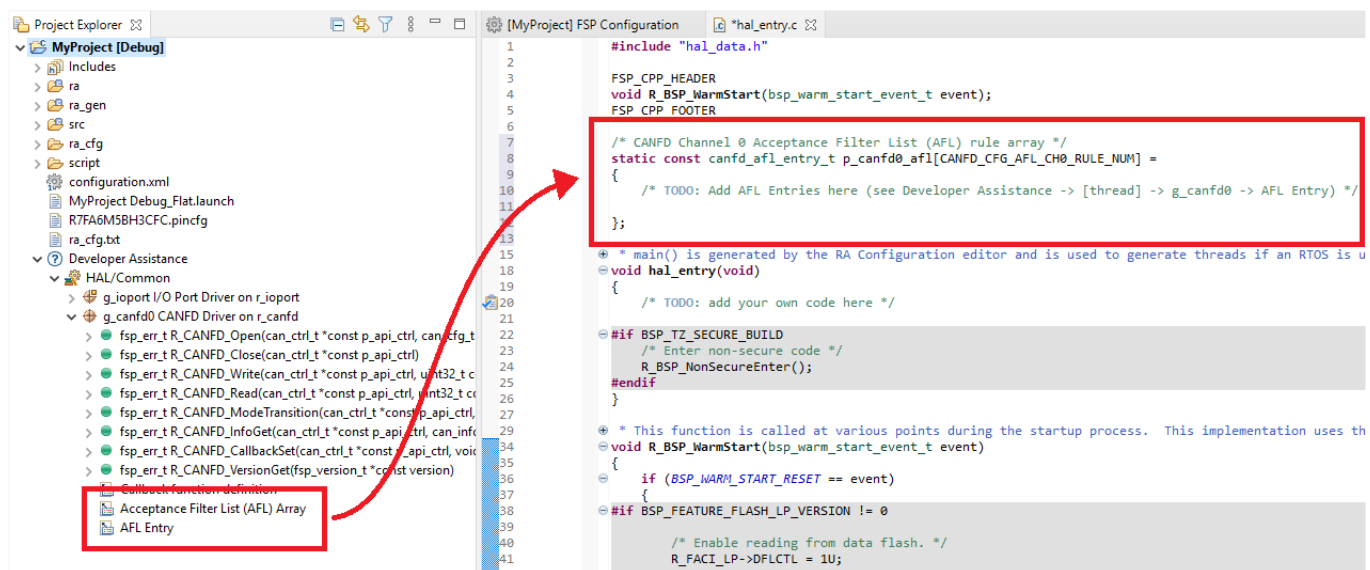 Project Explorer
MyProject [Debug]
Includes
ra
ra_gen
src
ra_cfg
script
configuration.xml
MyProject Debug_Flat.launch
R7FA6M5BH3CFC.pincfg
ra_cfg.txt
Developer Assistance
HAL/Common
g_ioport I/O Port Driver on r_ioport
g_canfd0 CANFD Driver on r_canfd
fsp_err_t R_CANFD_Open(can_ctrl_t *const p_api_ctrl, can_cfg_t
fsp_err_t R_CANFD_Close(can_ctrl_t *const p_api_ctrl)
fsp_err_t R_CANFD_Write(can_ctrl_t *const p_api_ctrl, uint32_t c
fsp_err_t R_CANFD_Read(can_ctrl_t *const p_api_ctrl, uint32_t co
fsp_err_t R_CANFD_ModeTransition(can_ctrl_t *const p_api_ctrl,
fsp_err_t R_CANFD_InfoGet(can_ctrl_t *const p_api_ctrl, can_info
fsp_err_t R_CANFD_CallbackSet(can_ctrl_t *const p_api_ctrl, voic
fsp_err_t R_CANFD_VersionGet(fsp_version_t *const version)
Callback function definition
Acceptance Filter List (AFL) Array
AFL Entry
[MyProject] FSP Configuration
*hal_entry.c
1 #include "hal_data.h"
2
3 FSP_CPP_HEADER
4 void R_BSP_WarmStart(bsp_warm_start_event_t event);
5 FSP_CPP_FOOTER
6
7 /* CANFD Channel 0 Acceptance Filter List (AFL) rule array */
8 static const canfd_afl_entry_t p_canfd0_afl[CANFD_CFG_AFL_CH0_RULE_NUM] =
9 {
10 /* TODO: Add AFL Entries here (see Developer Assistance -> [thread] -> g_canfd0 -> AFL Entry) */
11
12 };
13
15 * main() is generated by the RA Configuration editor and is used to generate threads if an RTOS is u
18 void hal_entry(void)
19 {
20 /* TODO: add your own code here */
21
22 #if BSP_TZ_SECURE_BUILD
23 /* Enter non-secure code */
24 R_BSP_NonSecureEnter();
25 #endif
26 }
27
29 * This function is called at various points during the startup process. This implementation uses th
34 void R_BSP_WarmStart(bsp_warm_start_event_t event)
35 {
36 if (BSP_WARM_START_RESET == event)
37 {
38 #if BSP_FEATURE_FLASH_LP_VERSION != 0
39
40 /* Enable reading from data flash. */
41 R_FACI_LP->DFLCTL = 1U;